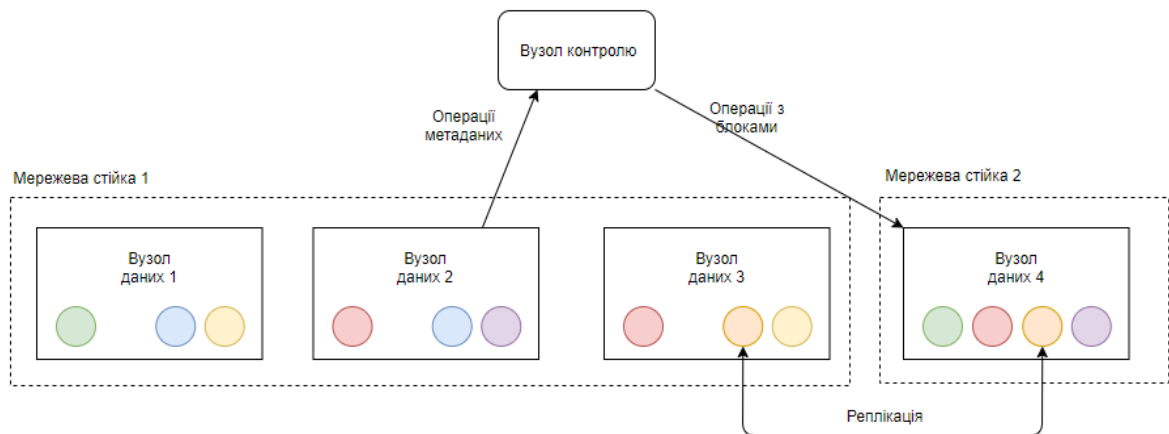 Вузол контролю
Операції
метаданих
Операції з
блоками
Мережева стійка 1
Мережева стійка 2
Вузол
даних 1
Вузол
даних 2
Вузол
даних 3
Вузол
даних 4
Реплікація